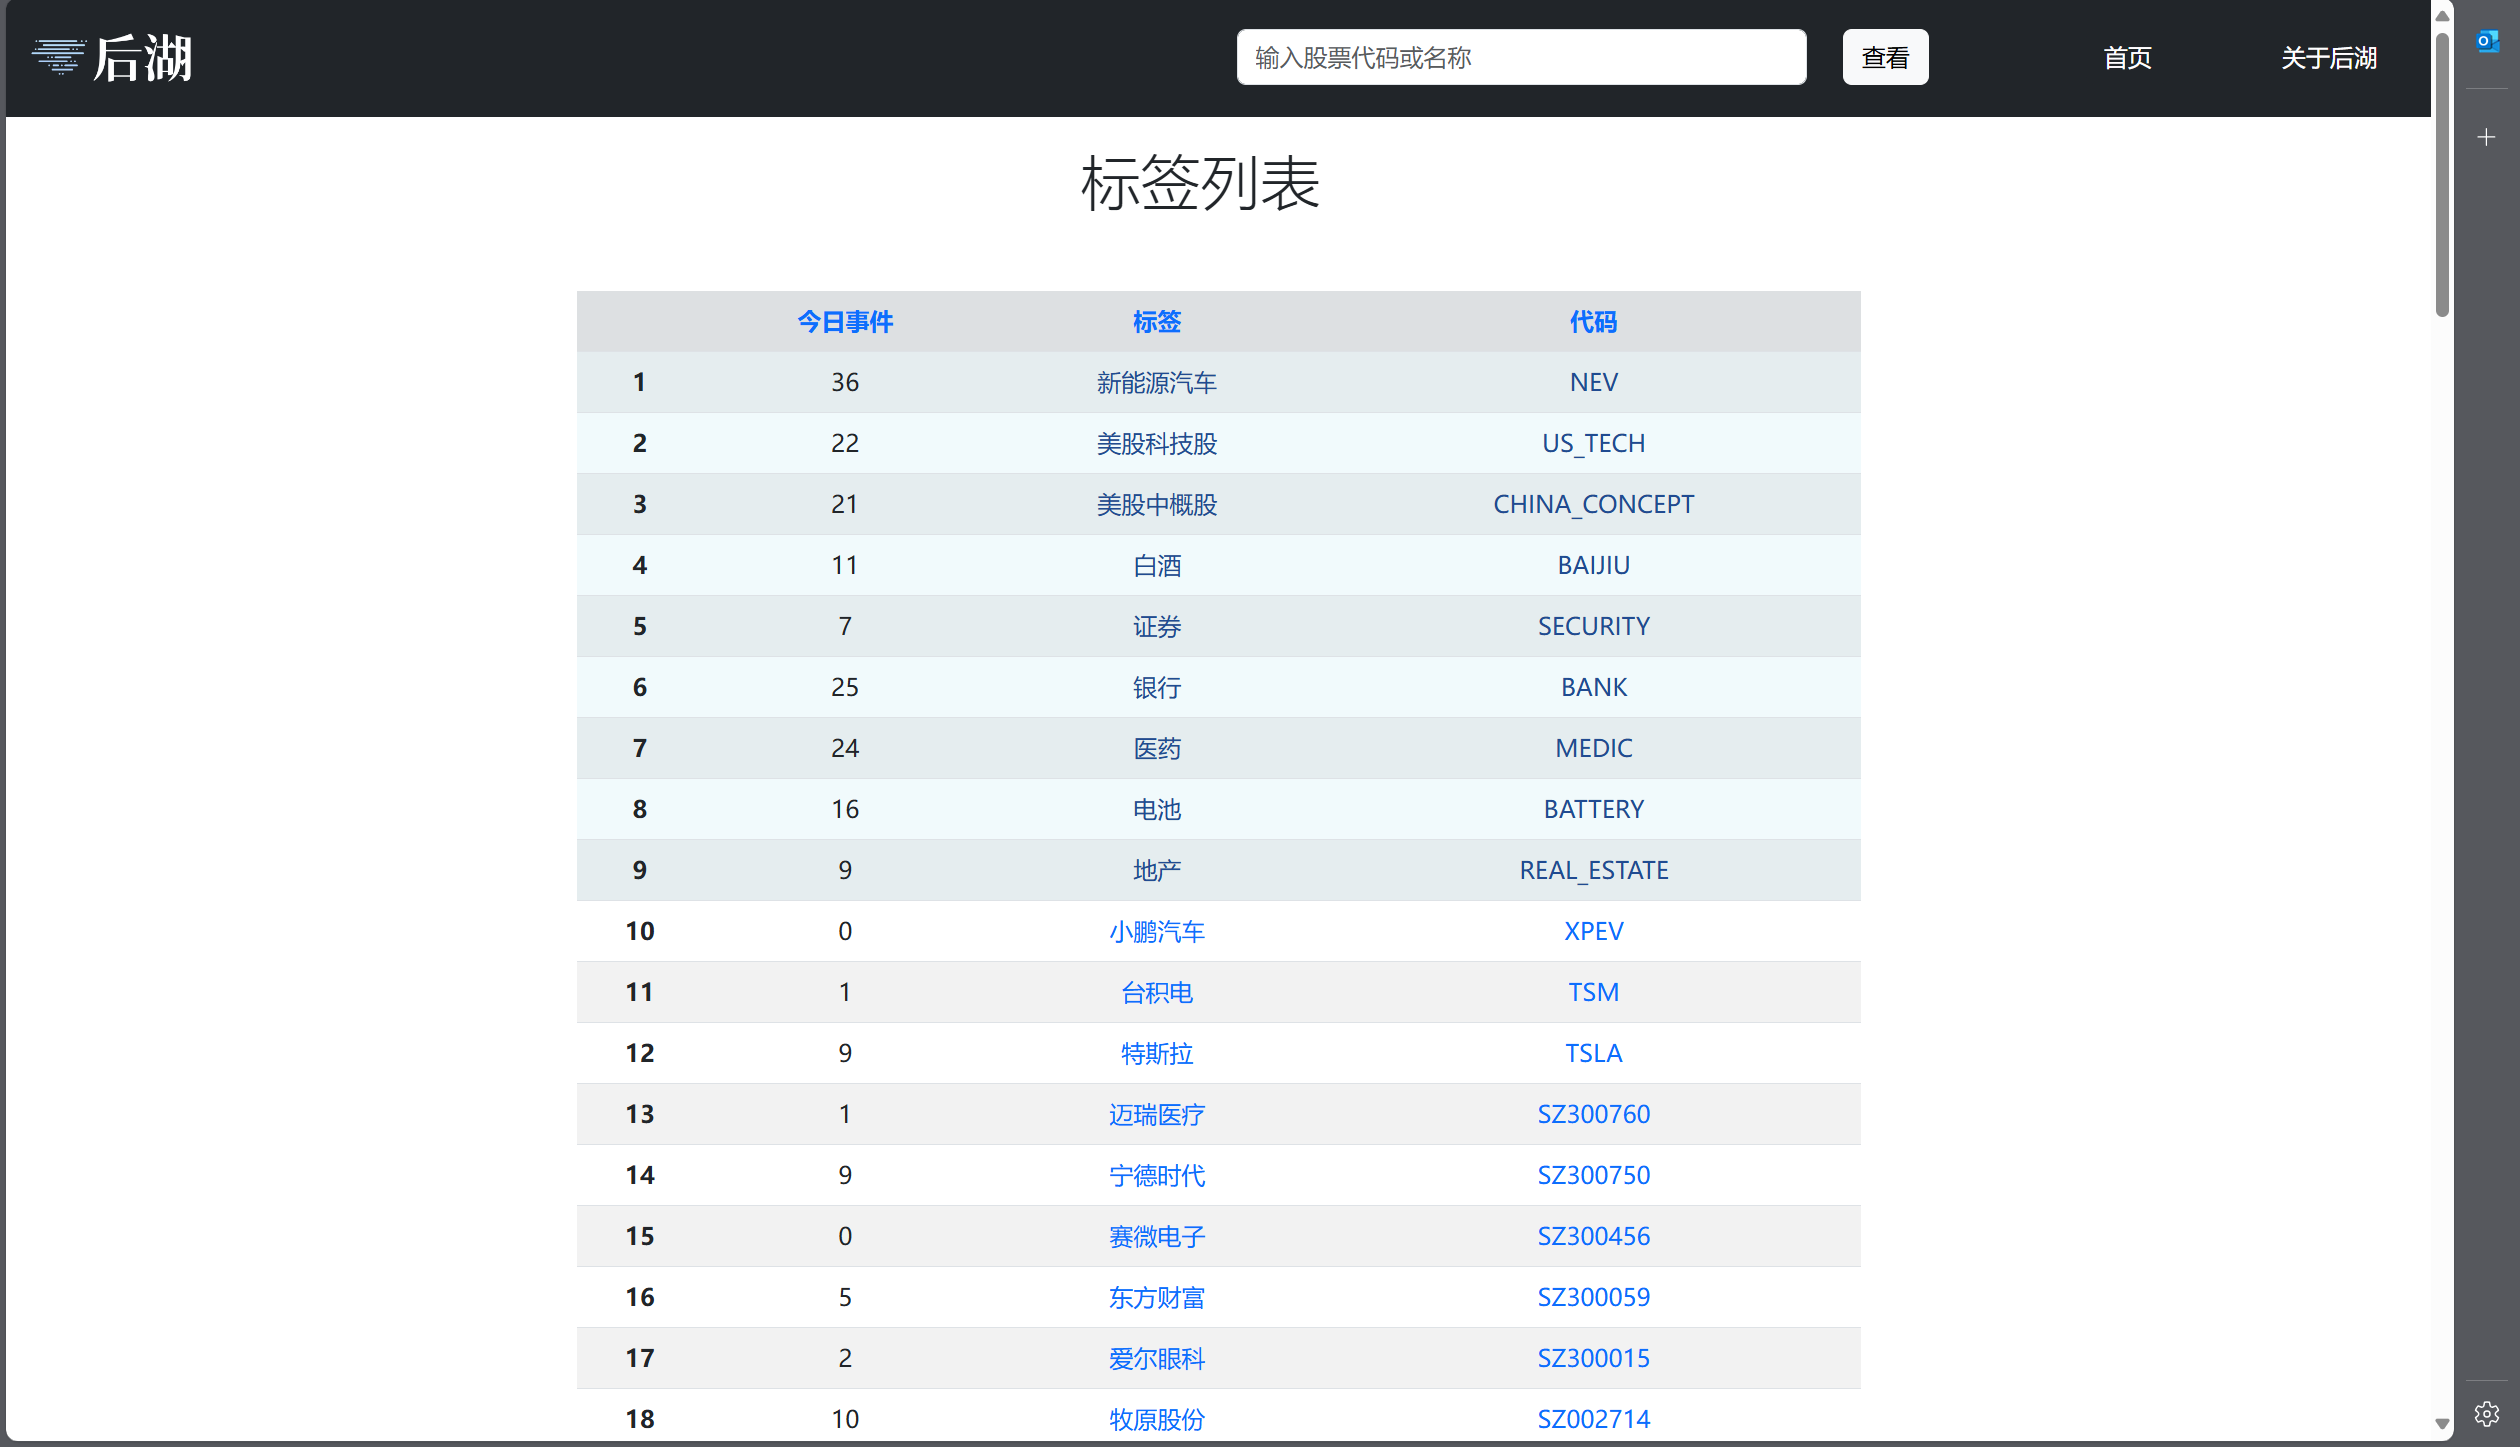 后湖
输入股票代码或名称 查看 首页 关于后湖
标签列表
今日事件 标签 代码
1 36 新能源汽车 NEV
2 22 美股科技股 US_TECH
3 21 美股中概股 CHINA_CONCEPT
4 11 白酒 BAIJIU
5 7 证券 SECURITY
6 25 银行 BANK
7 24 医药 MEDIC
8 16 电池 BATTERY
9 9 地产 REAL_ESTATE
10 0 小鹏汽车 XPEV
11 1 台积电 TSM
12 9 特斯拉 TSLA
13 1 迈瑞医疗 SZ300760
14 9 宁德时代 SZ300750
15 0 赛微电子 SZ300456
16 5 东方财富 SZ300059
17 2 爱尔眼科 SZ300015
18 10 牧原股份 SZ002714